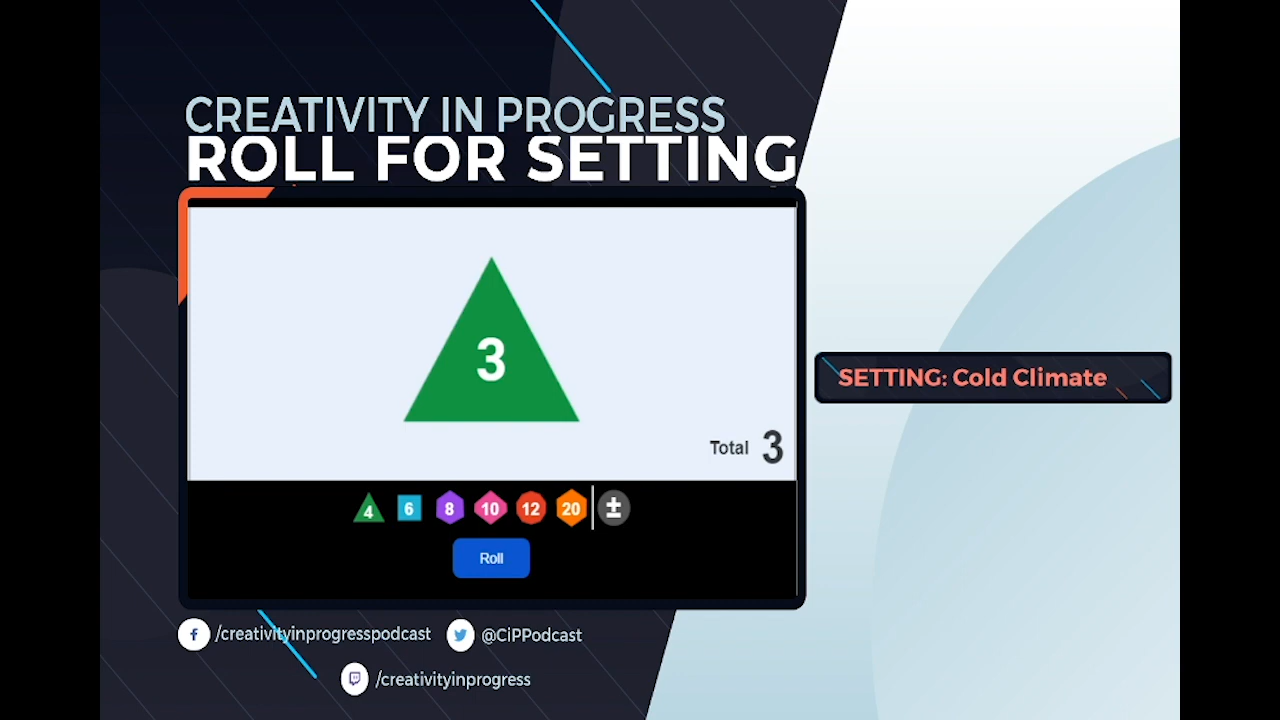 CREATIVITY IN PROGRESS
ROLL FOR SETTING
3
Total 3
SETTING: Cold Climate
4 6 8 10 12 20 ±
Roll
/creativityinprogresspodcast @CiPPodcast
/creativityinprogress